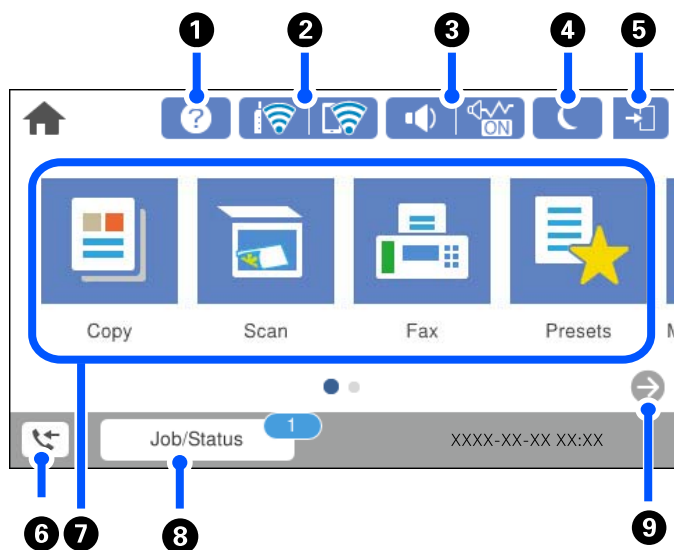 1 2 3 4 5
?
ON
Copy Scan Fax Presets M
1
Job/Status XXXX-XX-XX XX:XX
6 7 8 9